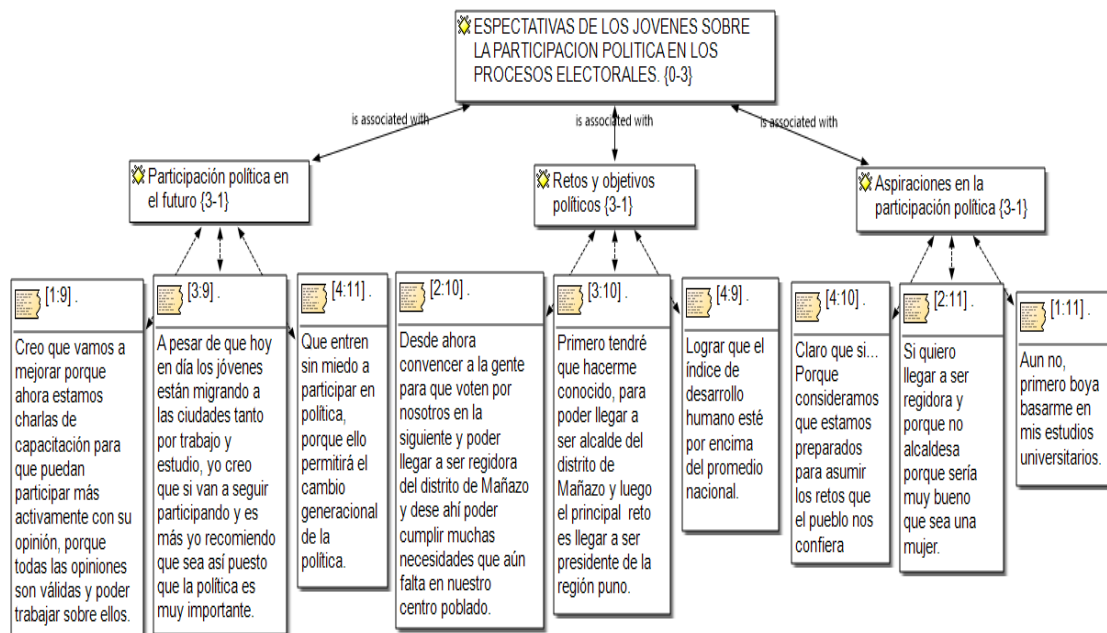 ESPECTATIVAS DE LOS JOVENES SOBRE
LA PARTICIPACION POLITICA EN LOS
PROCESOS ELECTORALES. {0-3}
is associated with
is associated with
is associated with
Participación política en
el futuro {3-1}
Retos y objetivos
políticos {3-1}
Aspiraciones en la
participación política {3-1}
[1:9] .
Creo que vamos a
mejorar porque
ahora estamos
charlas de
capacitación para
que puedan
participar más
activamente con su
opinión, porque
todas las opiniones
son válidas y poder
trabajar sobre ellos.
[3:9] .
A pesar de que hoy
en día los jóvenes
están migrando a
las ciudades tanto
por trabajo y
estudio, yo creo
que si van a seguir
participando y es
más yo recomiendo
que sea así puesto
que la política es
muy importante.
[4:11] .
Que entren
sin miedo a
participar en
política,
porque ello
permitirá el
cambio
generacional
de la
política.
[2:10] .
Desde ahora
convencer a la gente
para que voten por
nosotros en la
siguiente y poder
llegar a ser regidora
del distrito de Mañazo
y dese ahí poder
cumplir muchas
necesidades que aún
falta en nuestro
centro poblado.
[3:10] .
Primero tendré
que hacerme
conocido, para
poder llegar a
ser alcalde del
distrito de
Mañazo y luego
el principal reto
es llegar a ser
presidente de la
región puno.
[4:9] .
Lograr que el
índice de
desarrollo
humano esté
por encima
del promedio
nacional.
[4:10] .
Claro que si...
Porque
consideramos
que estamos
preparados
para asumir
los retos que
el pueblo nos
confiera
[2:11] .
Si quiero
llegar a ser
regidora y
porque no
alcaldesa
porque sería
muy bueno
que sea una
mujer.
[1:11] .
Aun no,
primero boya
basarme en
mis estudios
universitarios.